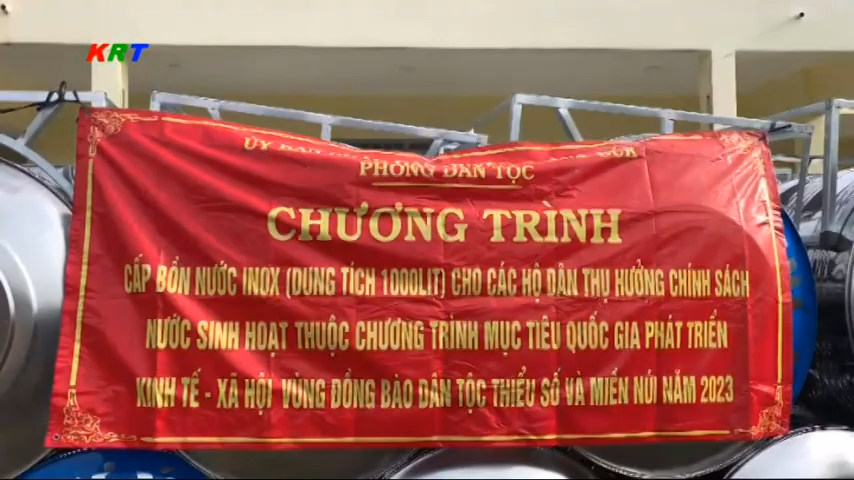 KRT
ỦY
PHÒNG DÂN TỘC
CHƯƠNG TRÌNH
CẤP BỒN NƯỚC INOX (DUNG TÍCH 1000LIT) CHO CÁC HỘ DÂN THỤ HƯỞNG CHÍNH SÁCH
NƯỚC SINH HOẠT THUỘC CHƯƠNG TRÌNH MỤC TIÊU QUỐC GIA PHÁT TRIỂN
KINH TẾ - XÃ HỘI VÙNG ĐỒNG BÀO DÂN TỘC THIỂU SỐ VÀ MIỀN NÚI NĂM 2023